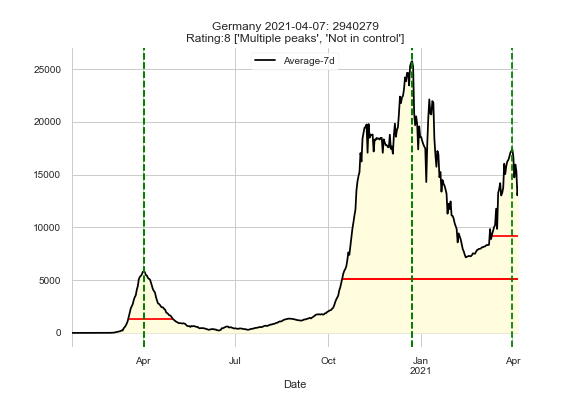 Germany 2021-04-07: 2940279
Rating:8 ['Multiple peaks', 'Not in control']
Average-7d
25000
20000
15000
10000
5000
0
Apr
Jul
Oct
Jan
2021
Apr
Date